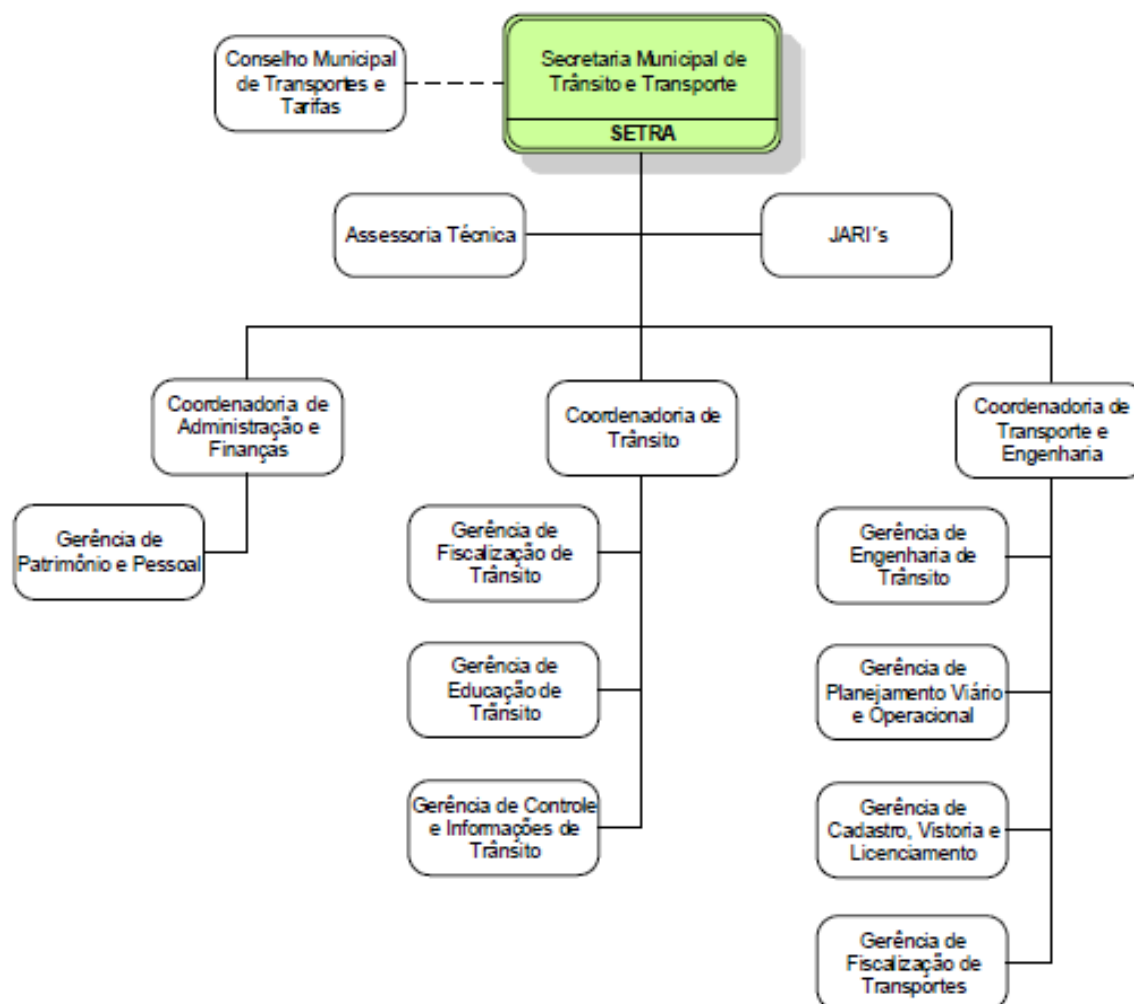 Conselho Municipal
de Transportes e
Tarifas
Secretaria Municipal de
Trânsito e Transporte
SETRA
Assessoria Técnica
JARI´s
Coordenadoria de
Administração e
Finanças
Coordenadoria de
Trânsito
Coordenadoria de
Transporte e
Engenharia
Gerência de
Patrimônio e Pessoal
Gerência de
Fiscalização de
Trânsito
Gerência de
Educação de
Trânsito
Gerência de Controle
e Informações de
Trânsito
Gerência de
Engenharia de
Trânsito
Gerência de
Planejamento Viário
e Operacional
Gerência de
Cadastro, Vistoria e
Licenciamento
Gerência de
Fiscalização de
Transportes